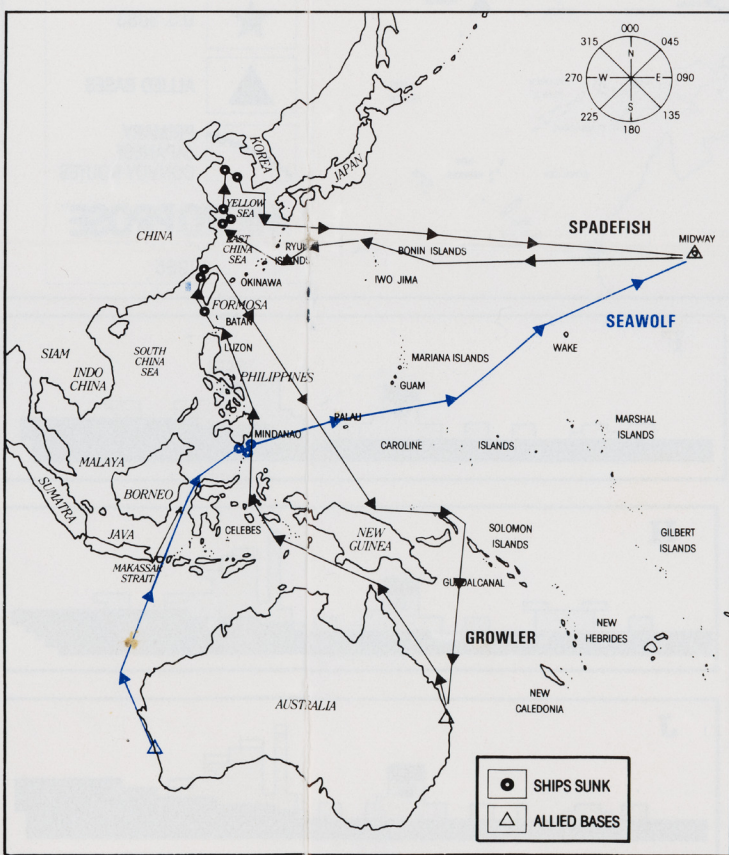 000
315
045
N
270
W
E
090
S
225
135
180
KOREA
JAPAN
YELLOW
SEA
SPADEFISH
CHINA
EAST
CHINA
SEA
RYUK
ISLANDS
BONIN ISLANDS
MIDWAY
OKINAWA
IWO JIMA
FORMOSA
SEAWOLF
BATAN
SIAM
SOUTH
CHINA
SEA
LUZON
WAKE
INDO
CHINA
MARIANA ISLANDS
PHILIPPINES
GUAM
PALAU
MARSHAL
ISLANDS
MINDANAO
CAROLINE
ISLANDS
MALAYA
BORNEO
SUMATRA
CELEBES
NEW
GUINEA
SOLOMON
ISLANDS
GILBERT
ISLANDS
JAVA
MAKASSAR
STRAIT
GUADALCANAL
GROWLER
NEW
HEBRIDES
AUSTRALIA
NEW
CALEDONIA
SHIPS SUNK
ALLIED BASES